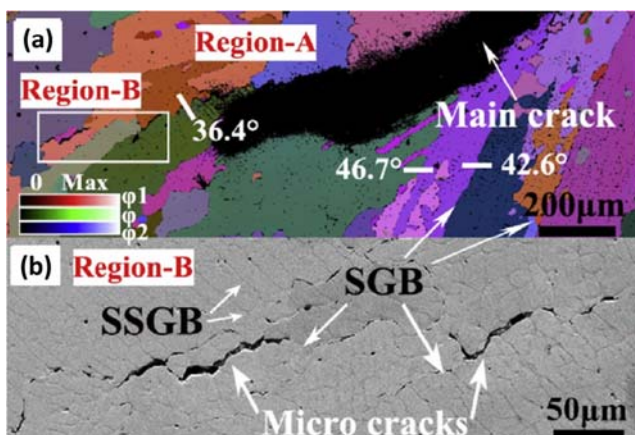 (a)
Region-A
Region-B
Main crack
36.4°
46.7°
42.6°
0 Max
φ1
φ
φ2
200μm
(b)
Region-B
SGB
SSGB
Micro cracks
50μm